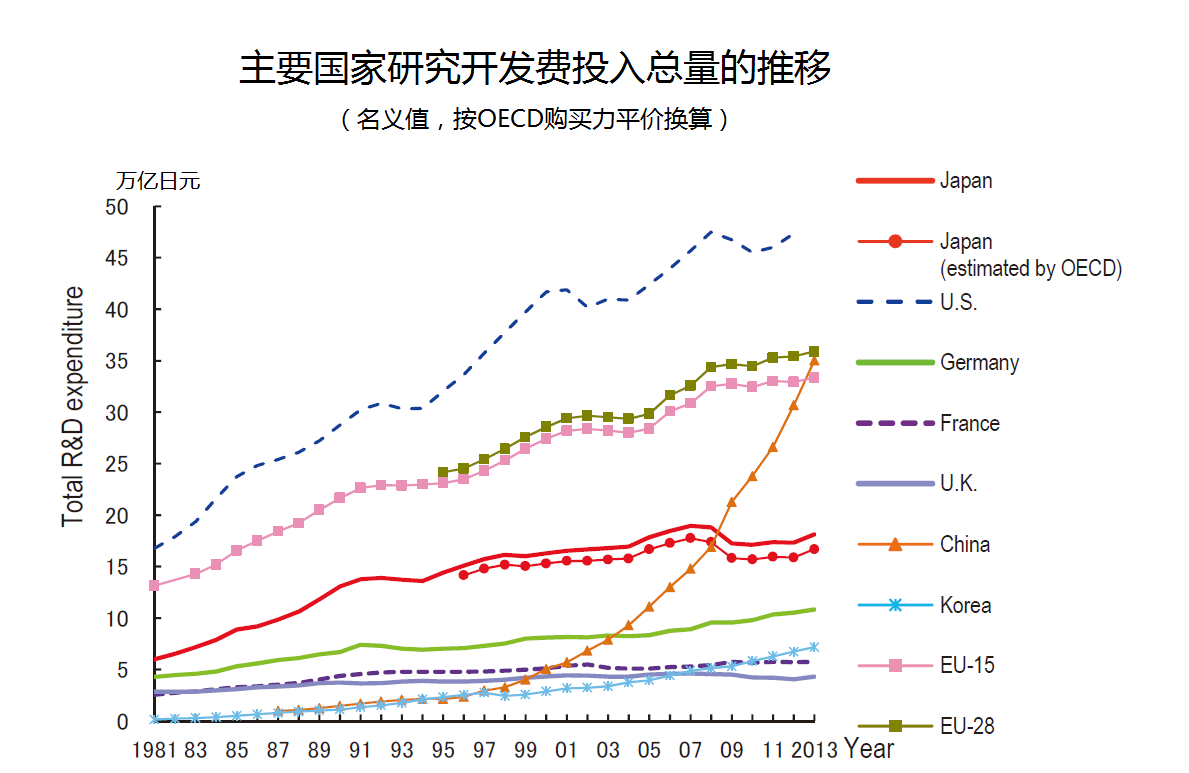 主要国家研究开发费投入总量的推移
（名义值，按OECD购买力平价换算）
万亿日元
50
45
40
35
30
25
20
15
10
5
0
Total R&D expenditure
1981 83 85 87 89 91 93 95 97 99 01 03 05 07 09 11 2013 Year
Japan
Japan
(estimated by OECD)
U.S.
Germany
France
U.K.
China
Korea
EU-15
EU-28